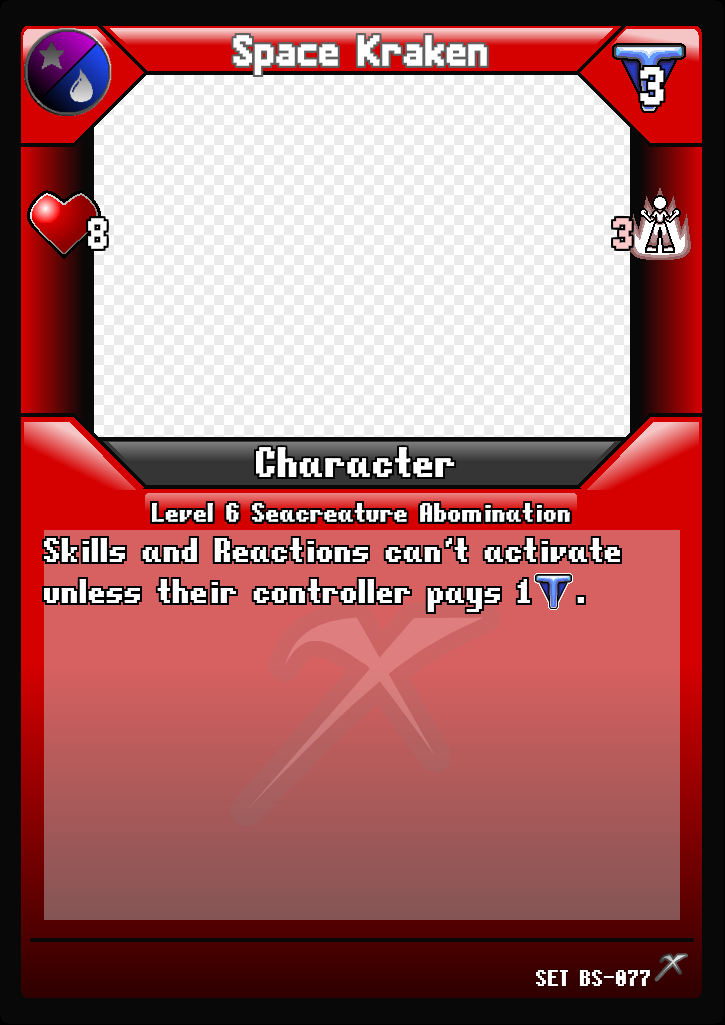 Space Kraken
3
8
3
Character
Level 6 Seacreature Abomination
Skills and Reactions can't activate
unless their controller pays 1T.
SET BS-077